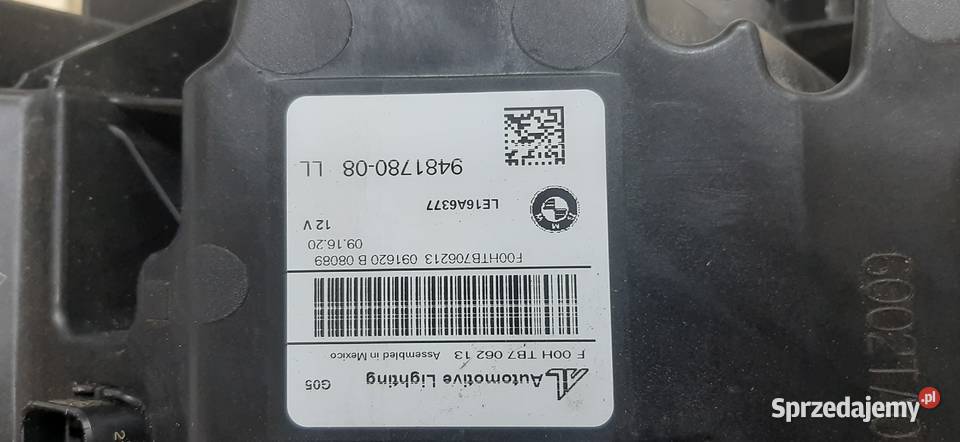 Automotive Lighting G05
F 00H TB7 062 13 Assembled in Mexico
F00HTB706213 091620 B 08089
09.16.20
12 V
BMW
LE16A6377
9481780-08 LL
Sprzedajemy.pl